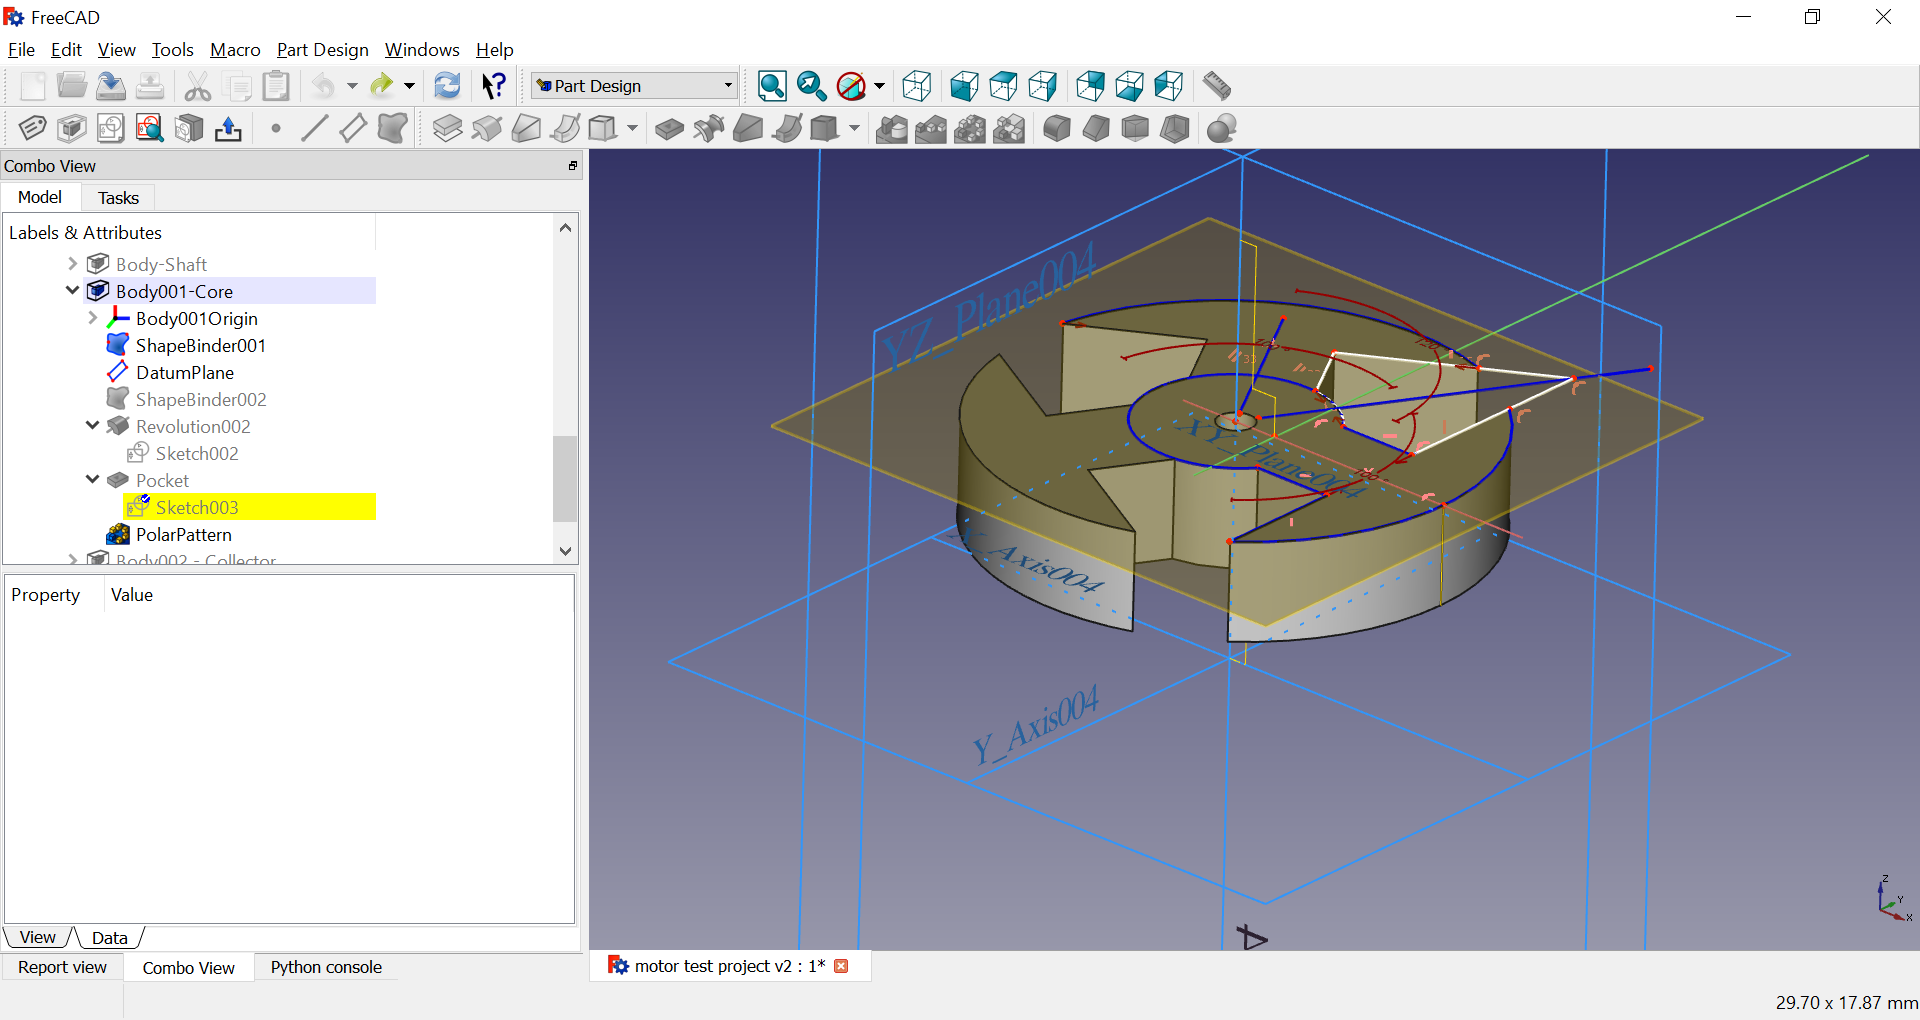 FreeCAD
File Edit View Tools Macro Part Design Windows Help
Part Design
Combo View
Model Tasks
Labels & Attributes
Body-Shaft
Body001-Core
Body001Origin
ShapeBinder001
DatumPlane
ShapeBinder002
Revolution002
Sketch002
Pocket
Sketch003
PolarPattern
Body002 - Collector
Property Value
View Data
Report view Combo View Python console
YZ_Plane004
XY_Plane004
X_Axis004
Y_Axis004
120 °
100 °
Z
Y
X
motor test project v2 : 1*
29.70 x 17.87 mm